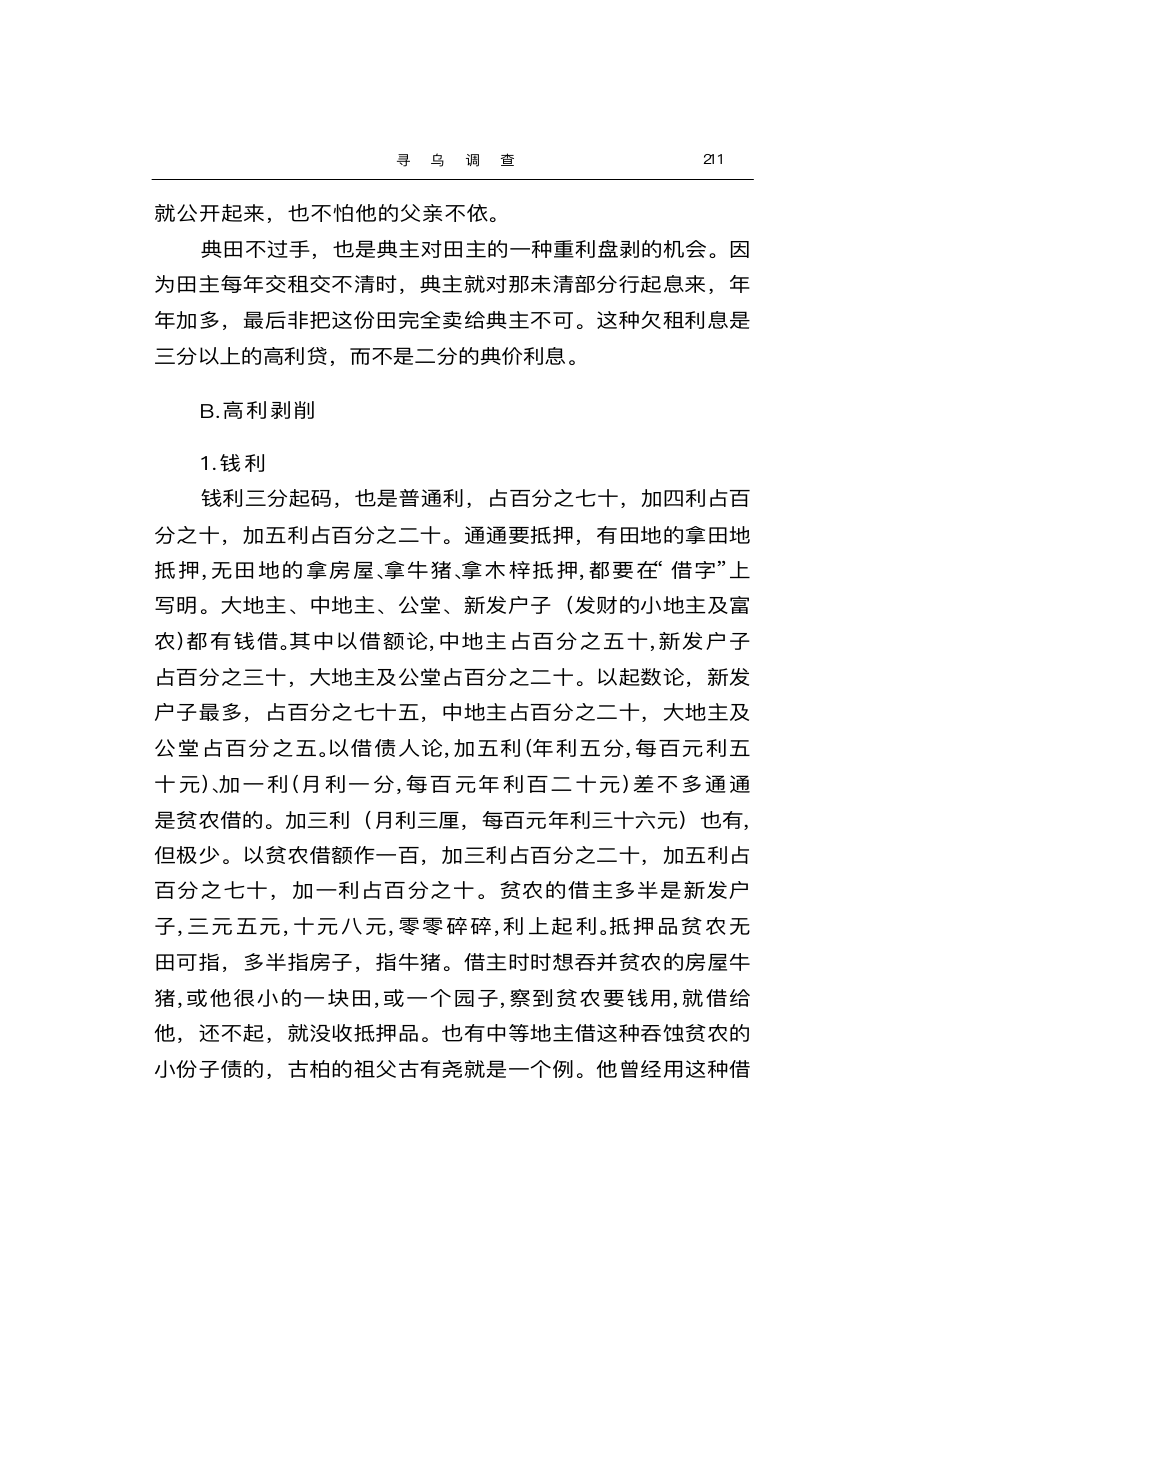 寻乌调查 211
就公开起来，也不怕他的父亲不依。
典田不过手，也是典主对田主的一种重利盘剥的机会。因
为田主每年交租交不清时，典主就对那未清部分行起息来，年
年加多，最后非把这份田完全卖给典主不可。这种欠租利息是
三分以上的高利贷，而不是二分的典价利息。
B.高利剥削
1.钱利
钱利三分起码，也是普通利，占百分之七十，加四利占百
分之十，加五利占百分之二十。通通要抵押，有田地的拿田地
抵押,无田地的拿房屋、拿牛猪、拿木梓抵押,都要在“借字”上
写明。大地主、中地主、公堂、新发户子（发财的小地主及富
农)都有钱借。其中以借额论,中地主占百分之五十,新发户子
占百分之三十，大地主及公堂占百分之二十。以起数论，新发
户子最多，占百分之七十五，中地主占百分之二十，大地主及
公堂占百分之五。以借债人论,加五利(年利五分,每百元利五
十元)、加一利(月利一分,每百元年利百二十元)差不多通通
是贫农借的。加三利（月利三厘，每百元年利三十六元）也有,
但极少。以贫农借额作一百，加三利占百分之二十，加五利占
百分之七十，加一利占百分之十。贫农的借主多半是新发户
子,三元五元,十元八元,零零碎碎,利上起利。抵押品贫农无
田可指，多半指房子，指牛猪。借主时时想吞并贫农的房屋牛
猪,或他很小的一块田,或一个园子,察到贫农要钱用,就借给
他，还不起，就没收抵押品。也有中等地主借这种吞蚀贫农的
小份子债的，古柏的祖父古有尧就是一个例。他曾经用这种借